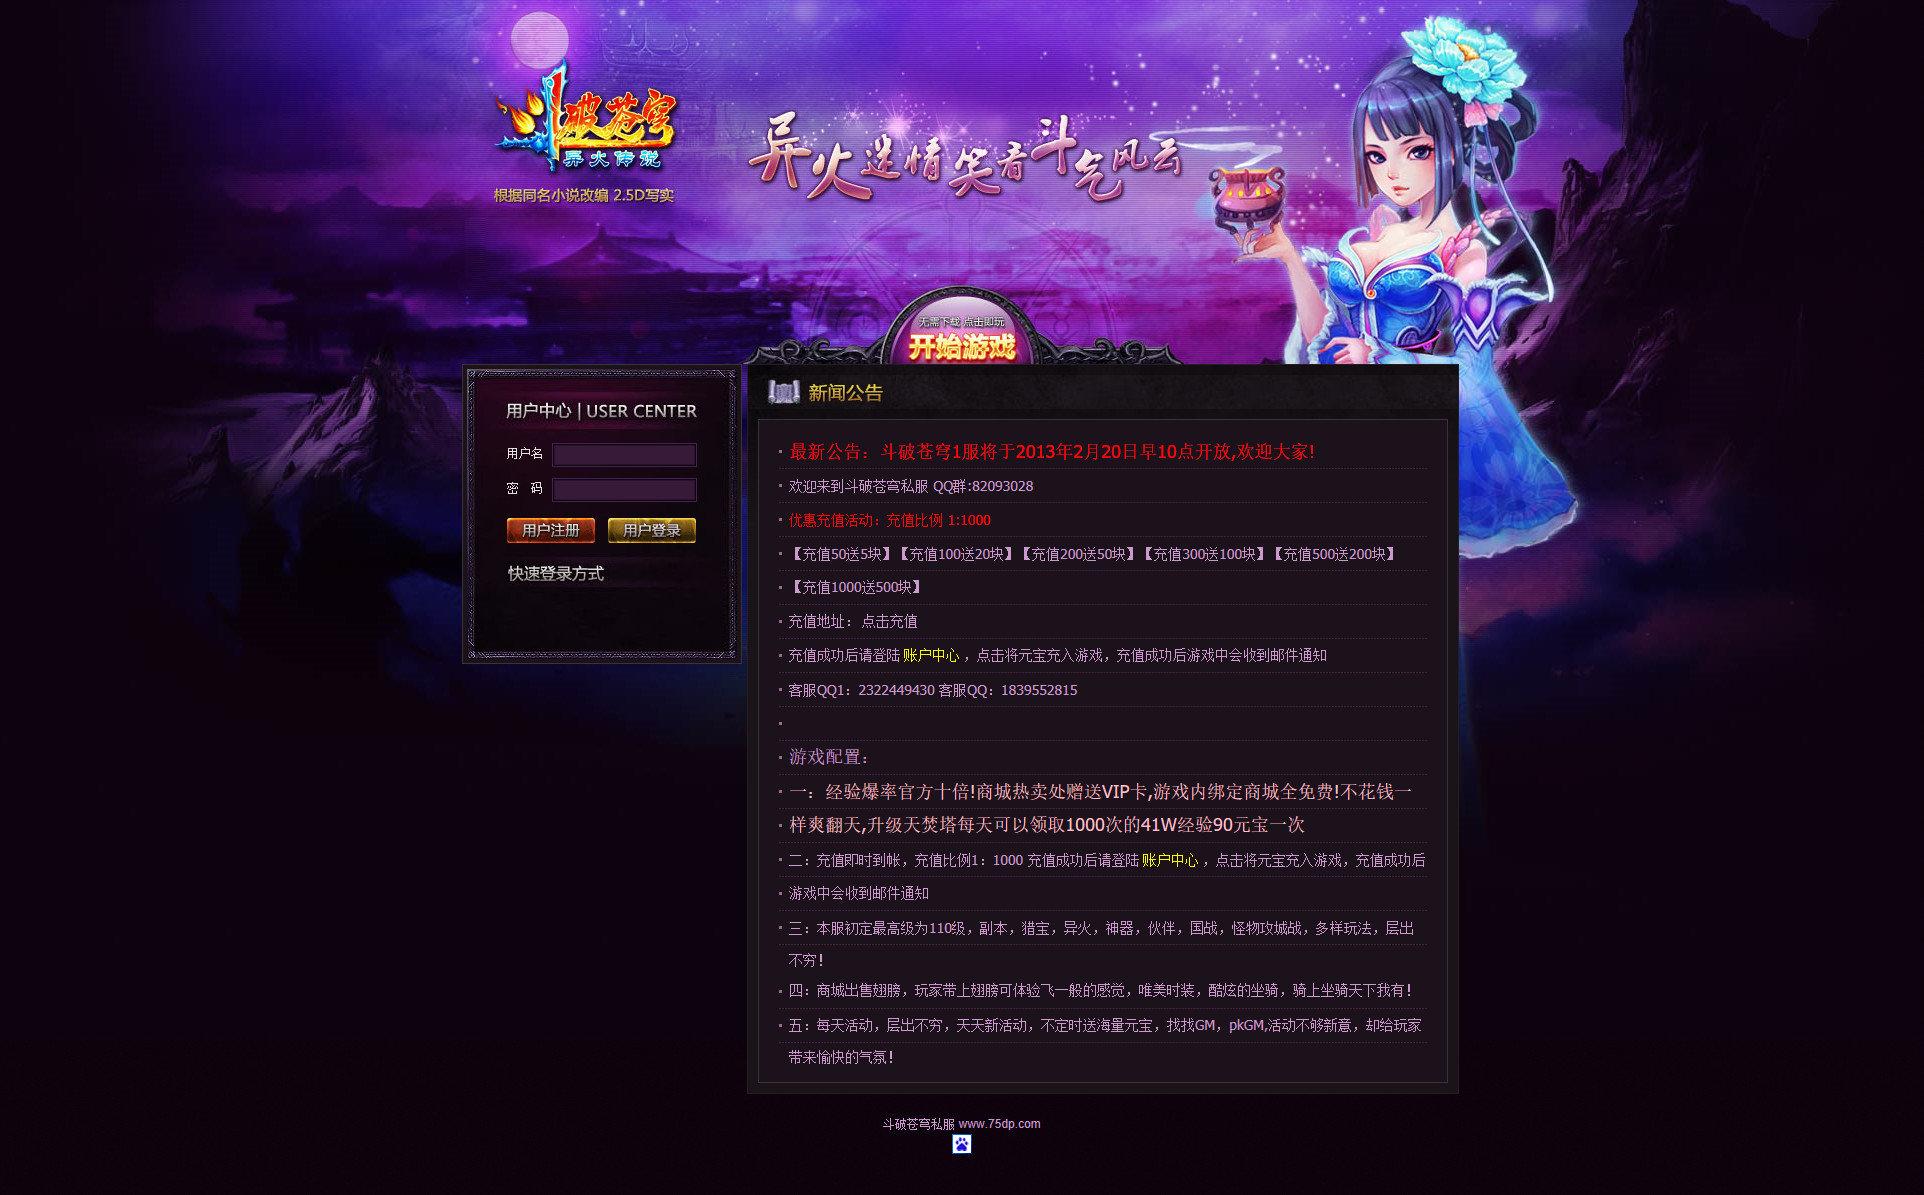 斗破苍穹
异火传说
根据同名小说改编 2.5D写实
异火迷情笑看斗气风云
无需下载 点击即玩
开始游戏
用户中心 | USER CENTER
用户名
密 码
用户注册 用户登录
快速登录方式
新闻公告
最新公告：斗破苍穹1服将于2013年2月20日早10点开放,欢迎大家!
欢迎来到斗破苍穹私服 QQ群:82093028
优惠充值活动：充值比例 1:1000
【充值50送5块】【充值100送20块】【充值200送50块】【充值300送100块】【充值500送200块】
【充值1000送500块】
充值地址： 点击充值
充值成功后请登陆 账户中心 ，点击将元宝充入游戏，充值成功后游戏中会收到邮件通知
客服QQ1：2322449430 客服QQ：1839552815
游戏配置：
一：经验爆率官方十倍!商城热卖处赠送VIP卡,游戏内绑定商城全免费!不花钱一
样爽翻天,升级天焚塔每天可以领取1000次的41W经验90元宝一次
二：充值即时到帐，充值比例1：1000 充值成功后请登陆 账户中心 ，点击将元宝充入游戏，充值成功后
游戏中会收到邮件通知
三：本服初定最高级为110级，副本，猎宝，异火，神器，伙伴，国战，怪物攻城战，多样玩法，层出
不穷！
四：商城出售翅膀，玩家带上翅膀可体验飞一般的感觉，唯美时装，酷炫的坐骑，骑上坐骑天下我有！
五：每天活动，层出不穷，天天新活动，不定时送海量元宝，找找GM，pkGM,活动不够新意，却给玩家
带来愉快的气氛！
斗破苍穹私服 www.75dp.com